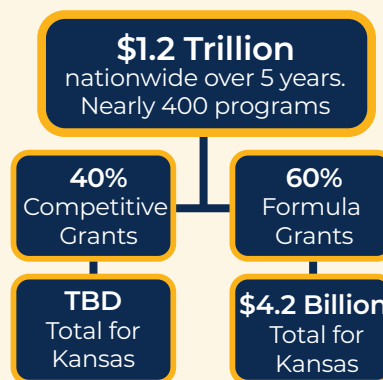 $1.2 Trillion
nationwide over 5 years.
Nearly 400 programs
40%
Competitive
Grants
60%
Formula
Grants
TBD
Total for
Kansas
$4.2 Billion
Total for
Kansas